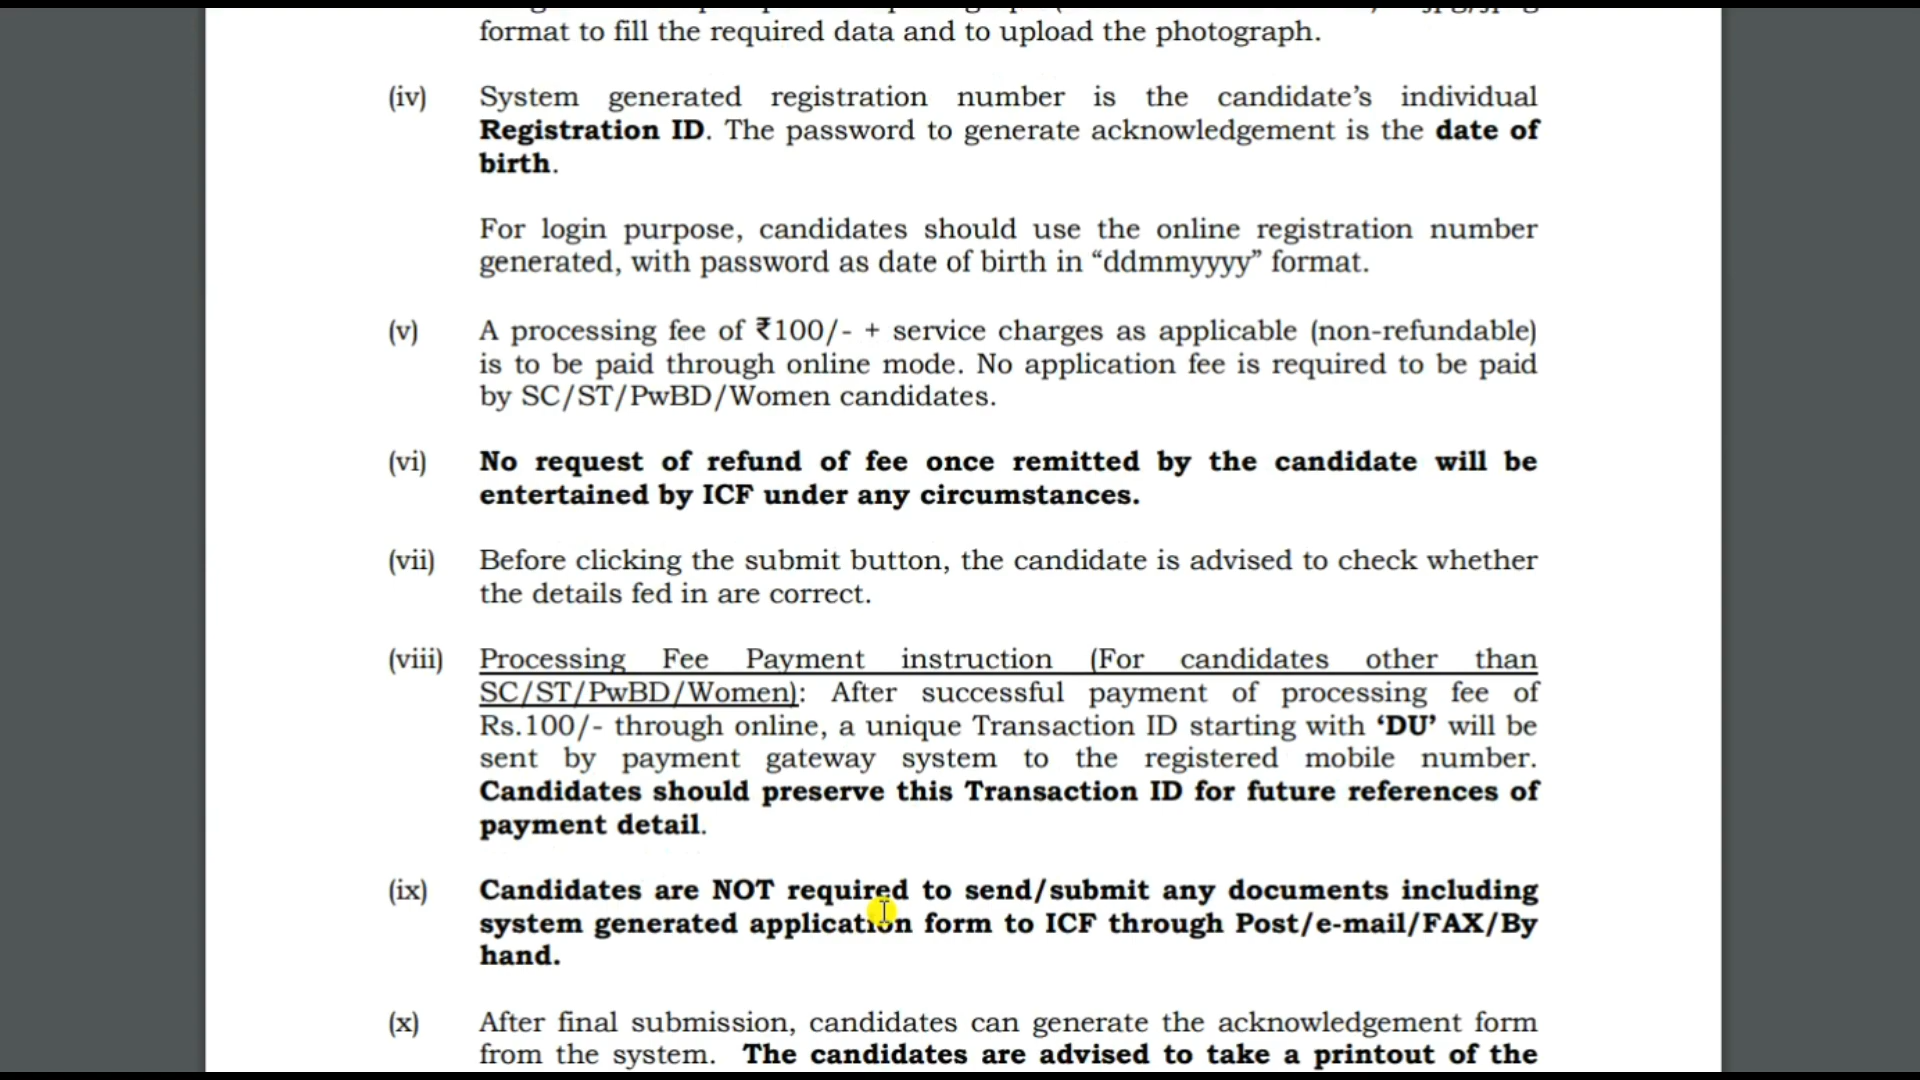 format to fill the required data and to upload the photograph.
(iv) System generated registration number is the candidate’s individual
Registration ID. The password to generate acknowledgement is the date of
birth.
For login purpose, candidates should use the online registration number
generated, with password as date of birth in “ddmmyyyy” format.
(v) A processing fee of ₹100/- + service charges as applicable (non-refundable)
is to be paid through online mode. No application fee is required to be paid
by SC/ST/PwBD/Women candidates.
(vi) No request of refund of fee once remitted by the candidate will be
entertained by ICF under any circumstances.
(vii) Before clicking the submit button, the candidate is advised to check whether
the details fed in are correct.
(viii) Processing Fee Payment instruction (For candidates other than
SC/ST/PwBD/Women): After successful payment of processing fee of
Rs.100/- through online, a unique Transaction ID starting with ‘DU’ will be
sent by payment gateway system to the registered mobile number.
Candidates should preserve this Transaction ID for future references of
payment detail.
(ix) Candidates are NOT required to send/submit any documents including
system generated application form to ICF through Post/e-mail/FAX/By
hand.
(x) After final submission, candidates can generate the acknowledgement form
from the system. The candidates are advised to take a printout of the